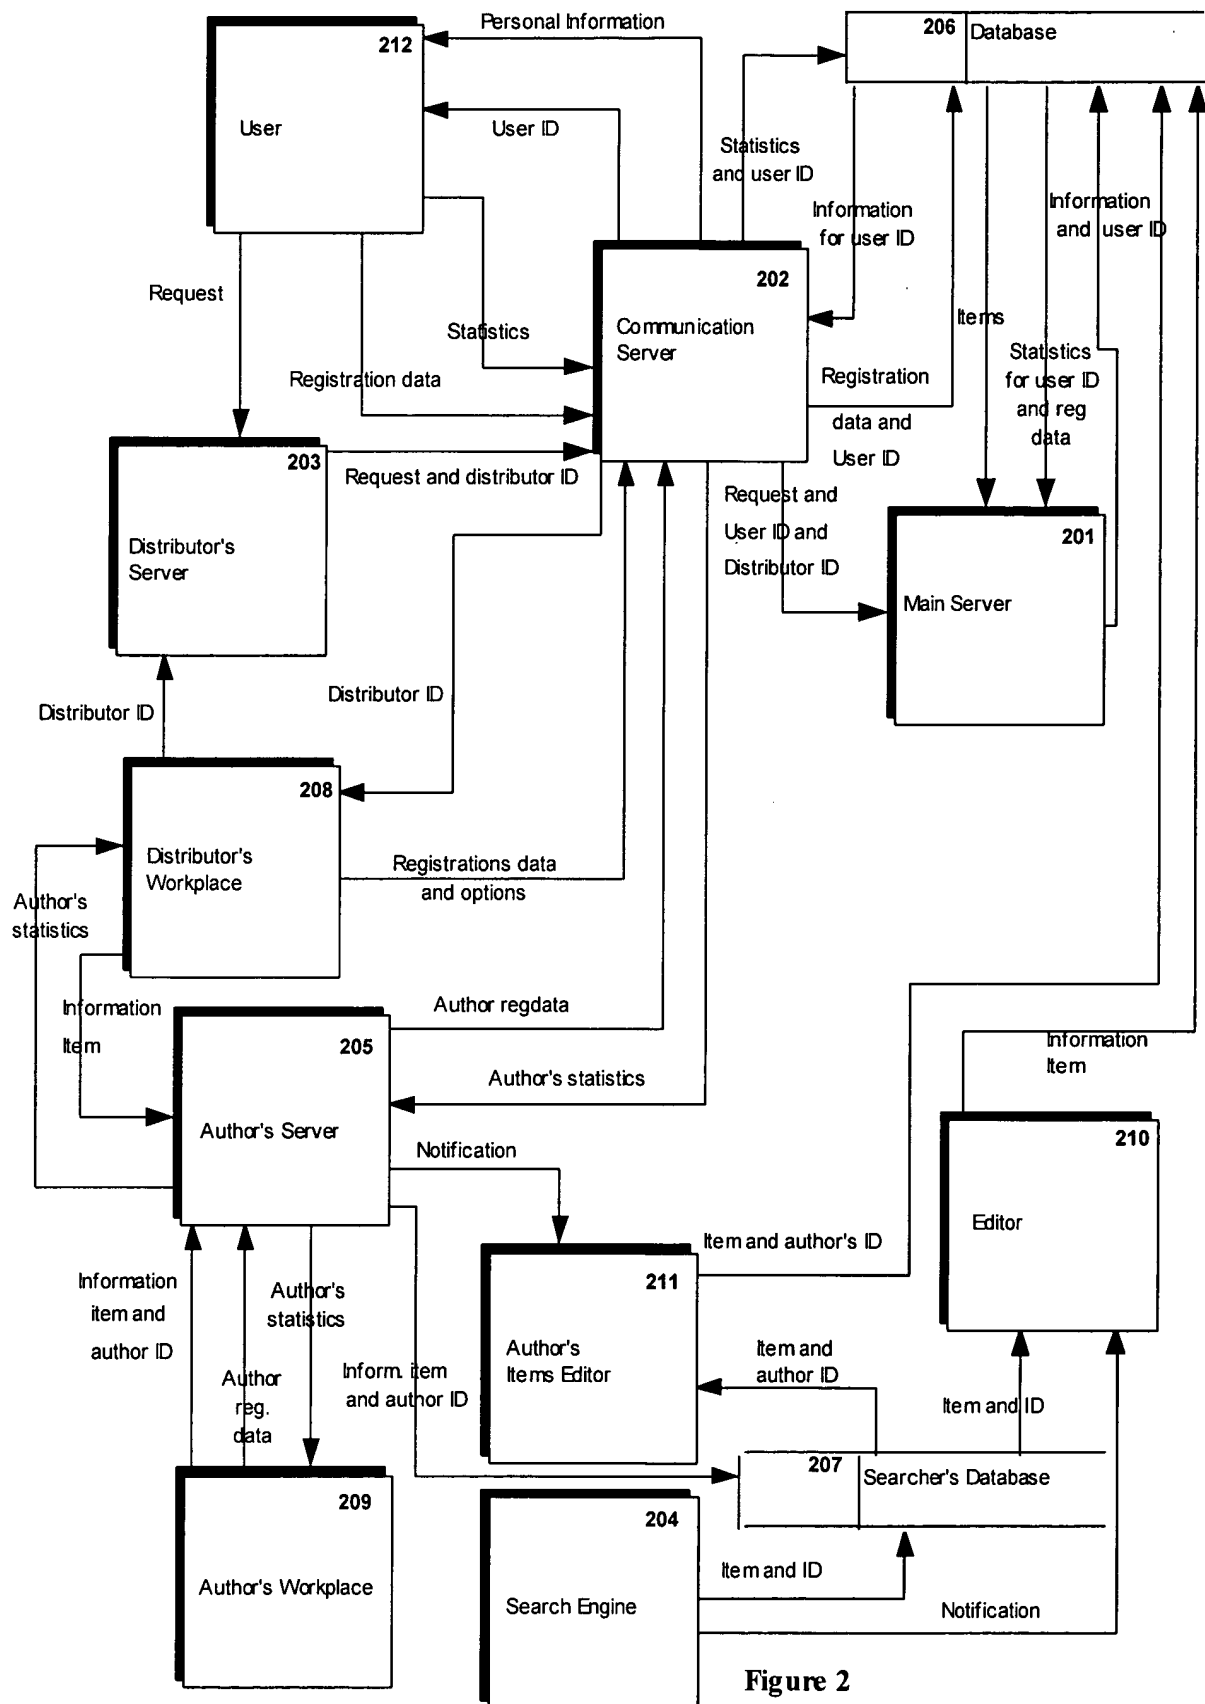 Personal Information
212
User
User ID
206
Database
Statistics
and user ID
Information
for user ID
Information
and user ID
Request
Statistics
Registration data
202
Communication
Server
Items
Registration
data and
User ID
Statistics
for user ID
and reg
data
203
Distributor's
Server
Request and distributor ID
Request and
User ID and
Distributor ID
201
Main Server
Distributor ID
Distributor ID
208
Distributor's
Workplace
Registrations data
and options
Author's
statistics
Information
Item
Author regdata
205
Author's Server
Author's statistics
Notification
Information
Item
210
Editor
Item and author's ID
Information
item and
author ID
Author
reg.
data
Author's
statistics
Inform. item
and author ID
211
Author's
Items Editor
Item and
author ID
Item and ID
207
Searcher's Database
209
Author's Workplace
204
Search Engine
Item and ID
Notification
Figure 2